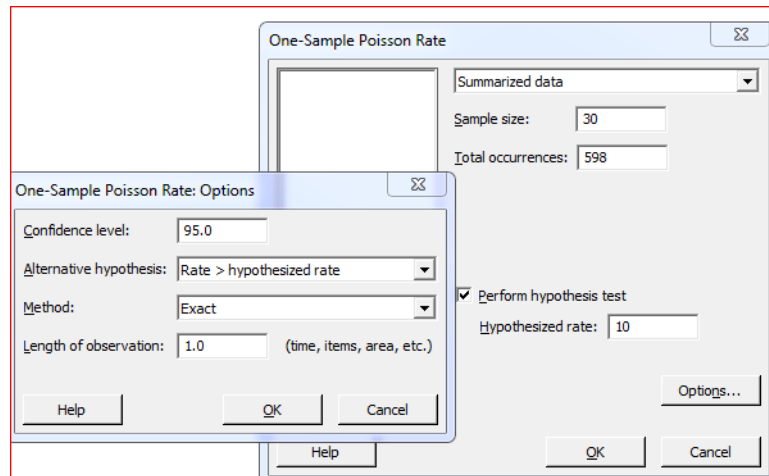 One-Sample Poisson Rate
Summarized data
Sample size: 30
Total occurrences: 598
Perform hypothesis test
Hypothesized rate: 10
Options...
Help OK Cancel
One-Sample Poisson Rate: Options
Confidence level: 95.0
Alternative hypothesis: Rate > hypothesized rate
Method: Exact
Length of observation: 1.0 (time, items, area, etc.)
Help OK Cancel